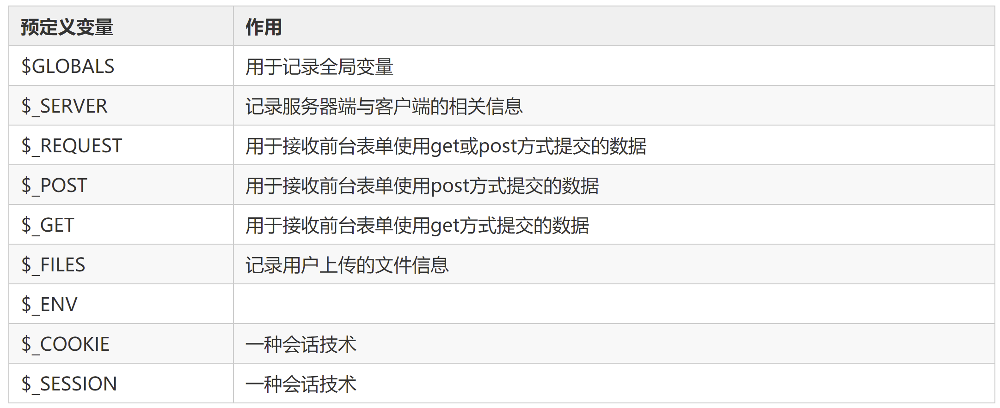 预定义变量 作用
$GLOBALS 用于记录全局变量
$_SERVER 记录服务器端与客户端的相关信息
$_REQUEST 用于接收前台表单使用get或post方式提交的数据
$_POST 用于接收前台表单使用post方式提交的数据
$_GET 用于接收前台表单使用get方式提交的数据
$_FILES 记录用户上传的文件信息
$_ENV
$_COOKIE 一种会话技术
$_SESSION 一种会话技术